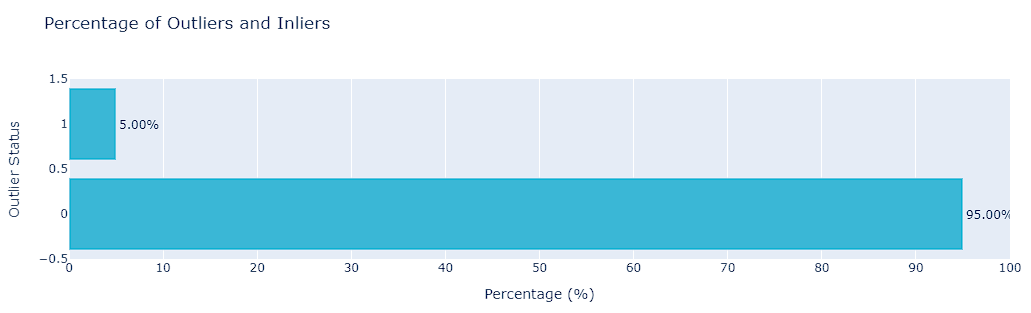 Percentage of Outliers and Inliers
Outlier Status
1.5
1
5.00%
0.5
0
95.00%
−0.5
0 10 20 30 40 50 60 70 80 90 100
Percentage (%)